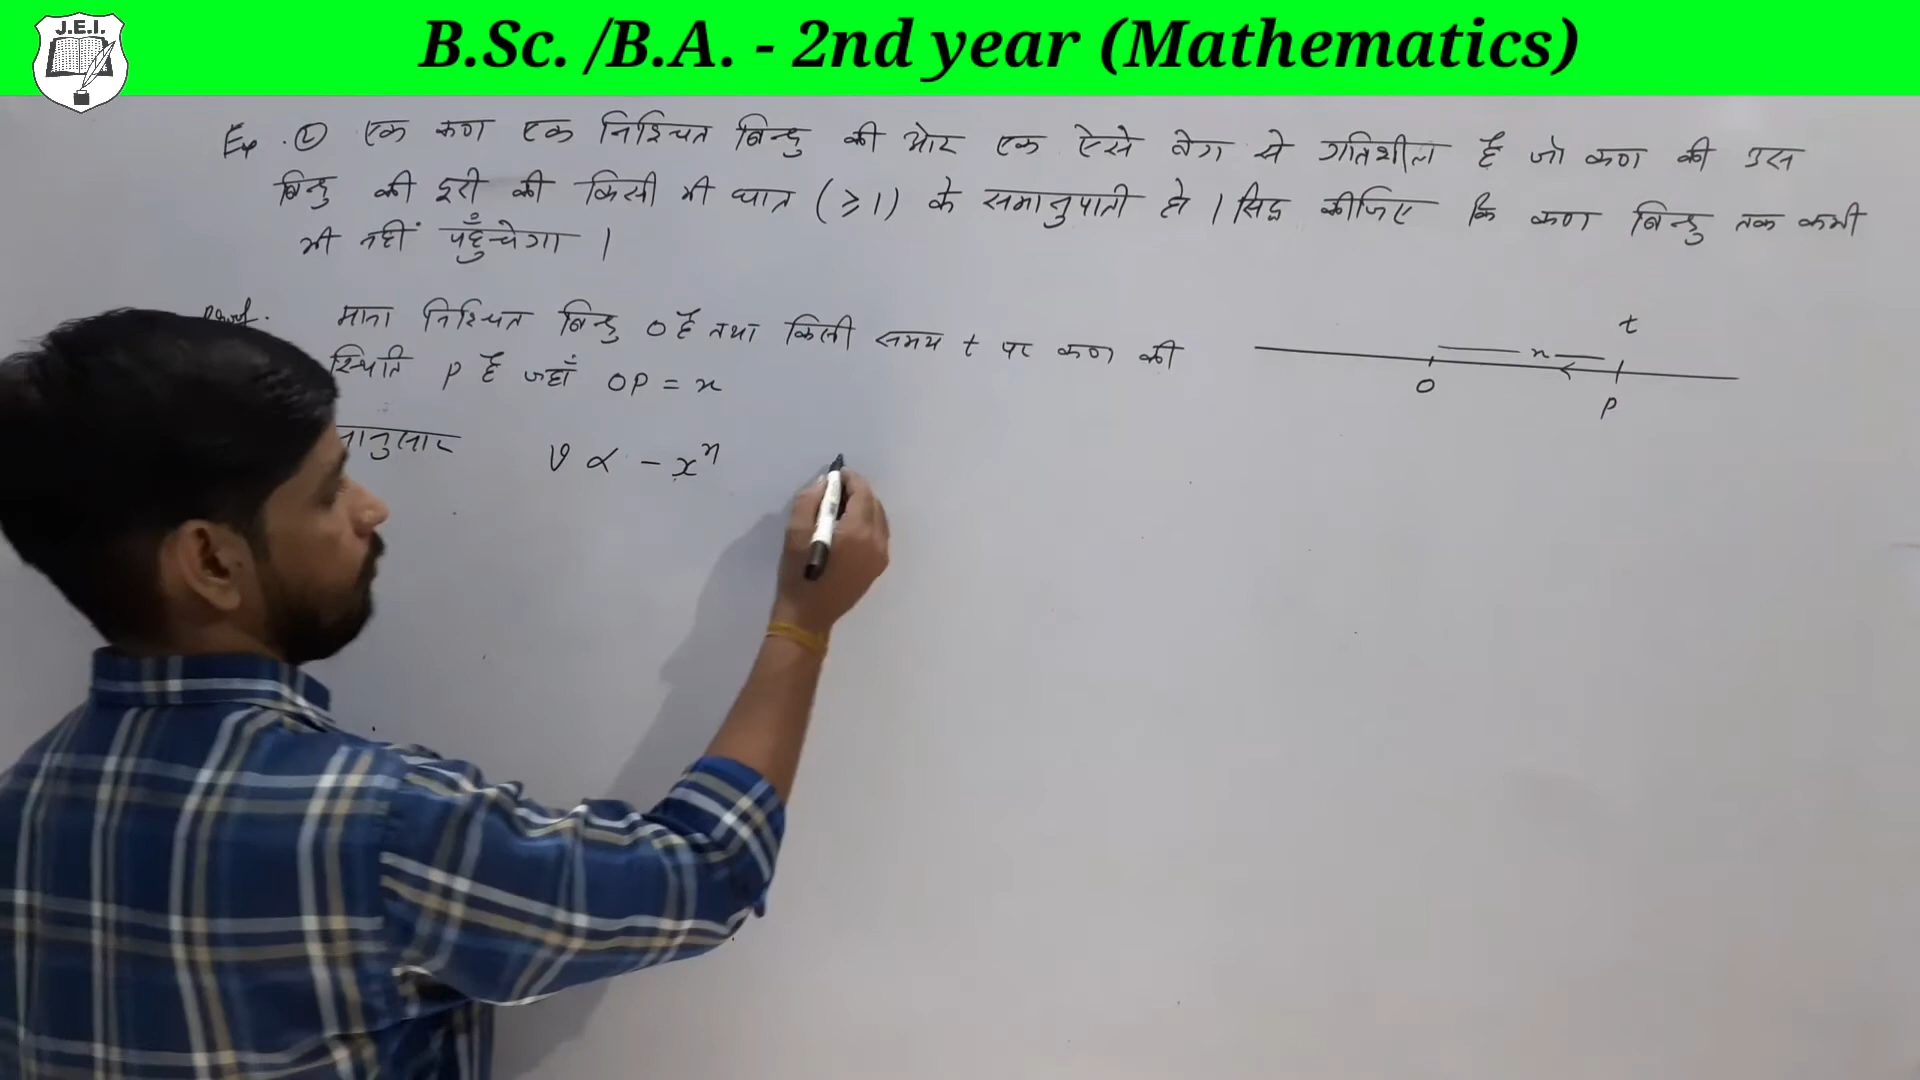 J.E.I.
B.Sc. /B.A. - 2nd year (Mathematics)
Ex. ② एक कण एक निश्चित बिन्दु की ओर एक ऐसे वेग से गतिशील है जो कण की उस
बिन्दु की दूरी की किसी भी घात (≥1) के समानुपाती हो । सिद्ध कीजिए कि कण बिन्दु तक कभी
भी नहीं पहुँचेगा ।
माना निश्चित बिन्दु O है तथा किसी समय t पर कण की
स्थिति P है जहाँ OP = x
t
x
O
P
v ∝ - xⁿ